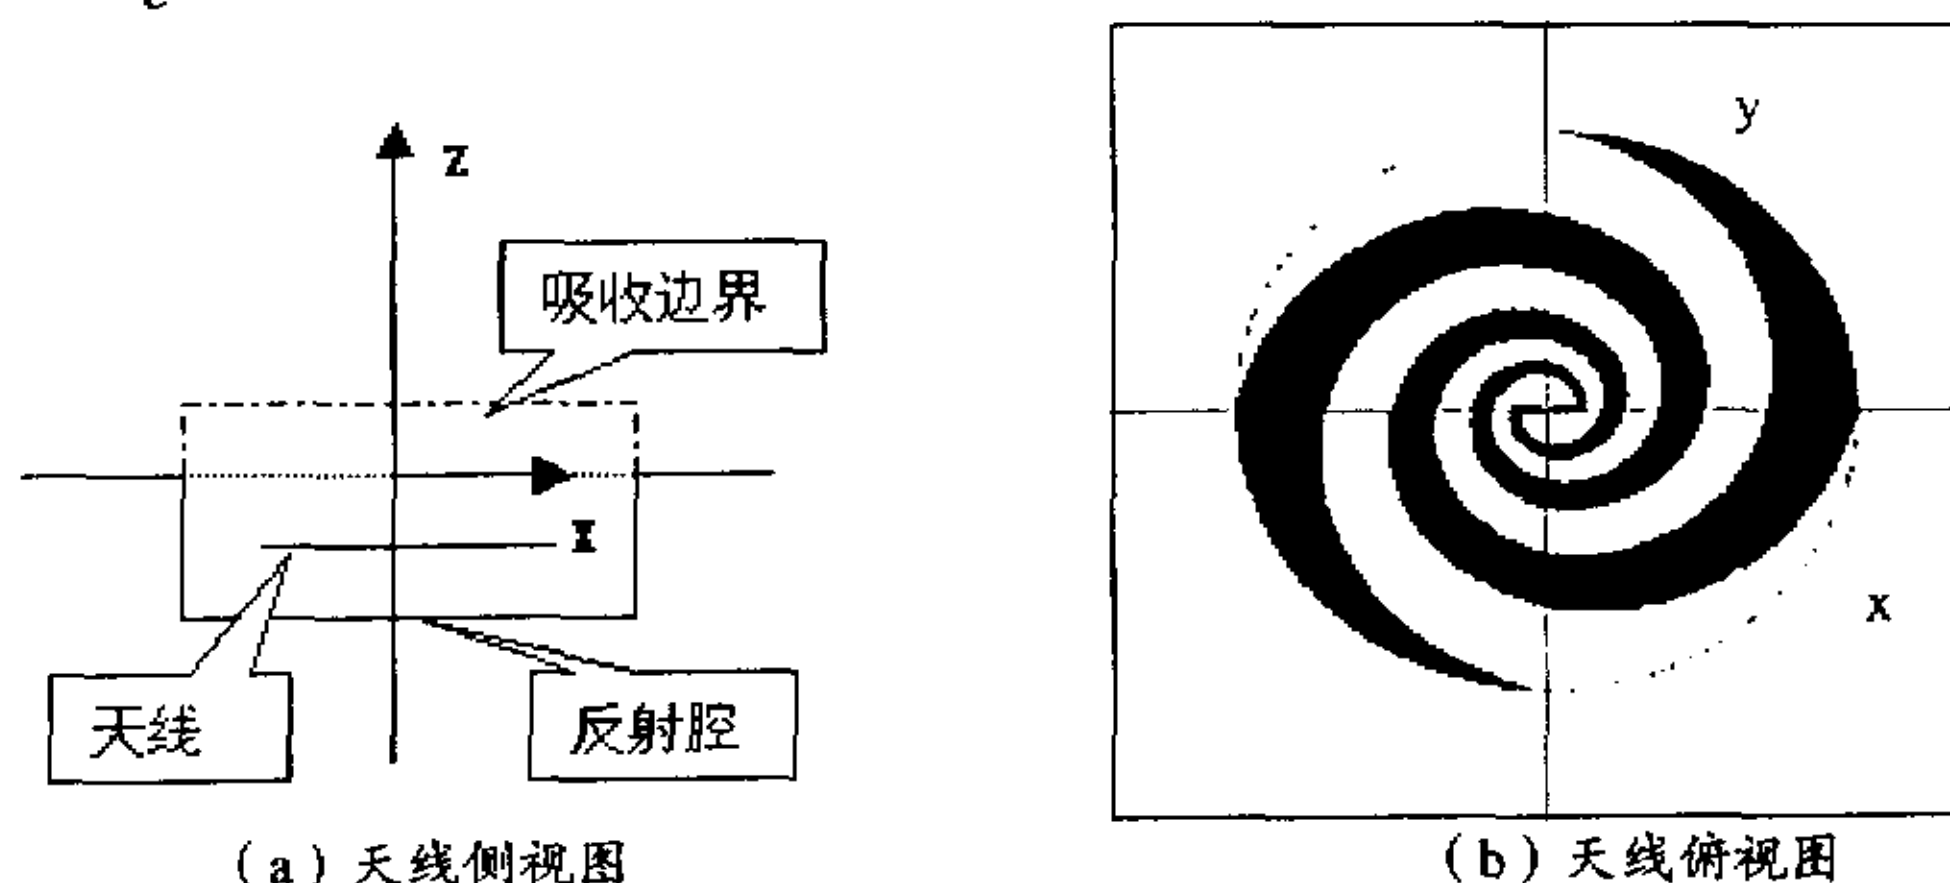 Z
吸收边界
X
天线
反射腔
(a) 天线侧视图
y
x
(b) 天线俯视图